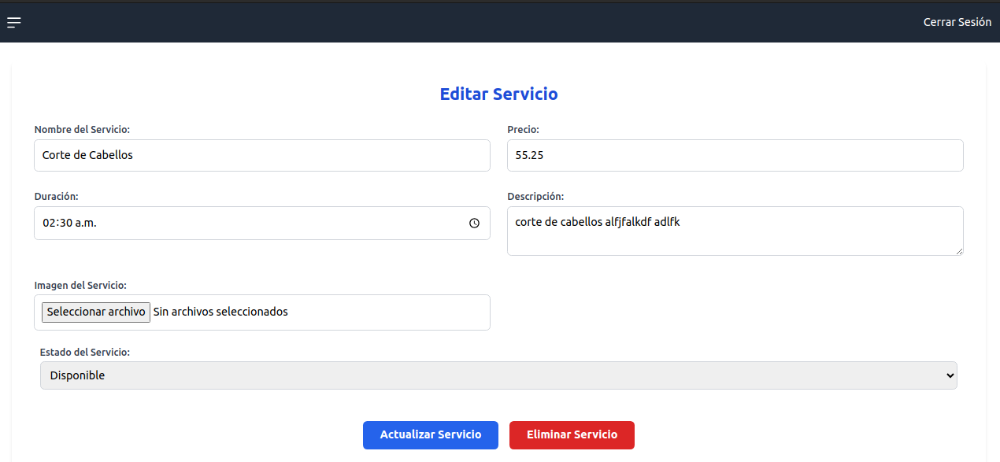 Cerrar Sesión
Editar Servicio
Nombre del Servicio:
Corte de Cabellos
Precio:
55.25
Duración:
02:30 a.m.
Descripción:
corte de cabellos alfjfalkdf adlfk
Imagen del Servicio:
Seleccionar archivo Sin archivos seleccionados
Estado del Servicio:
Disponible
Actualizar Servicio
Eliminar Servicio